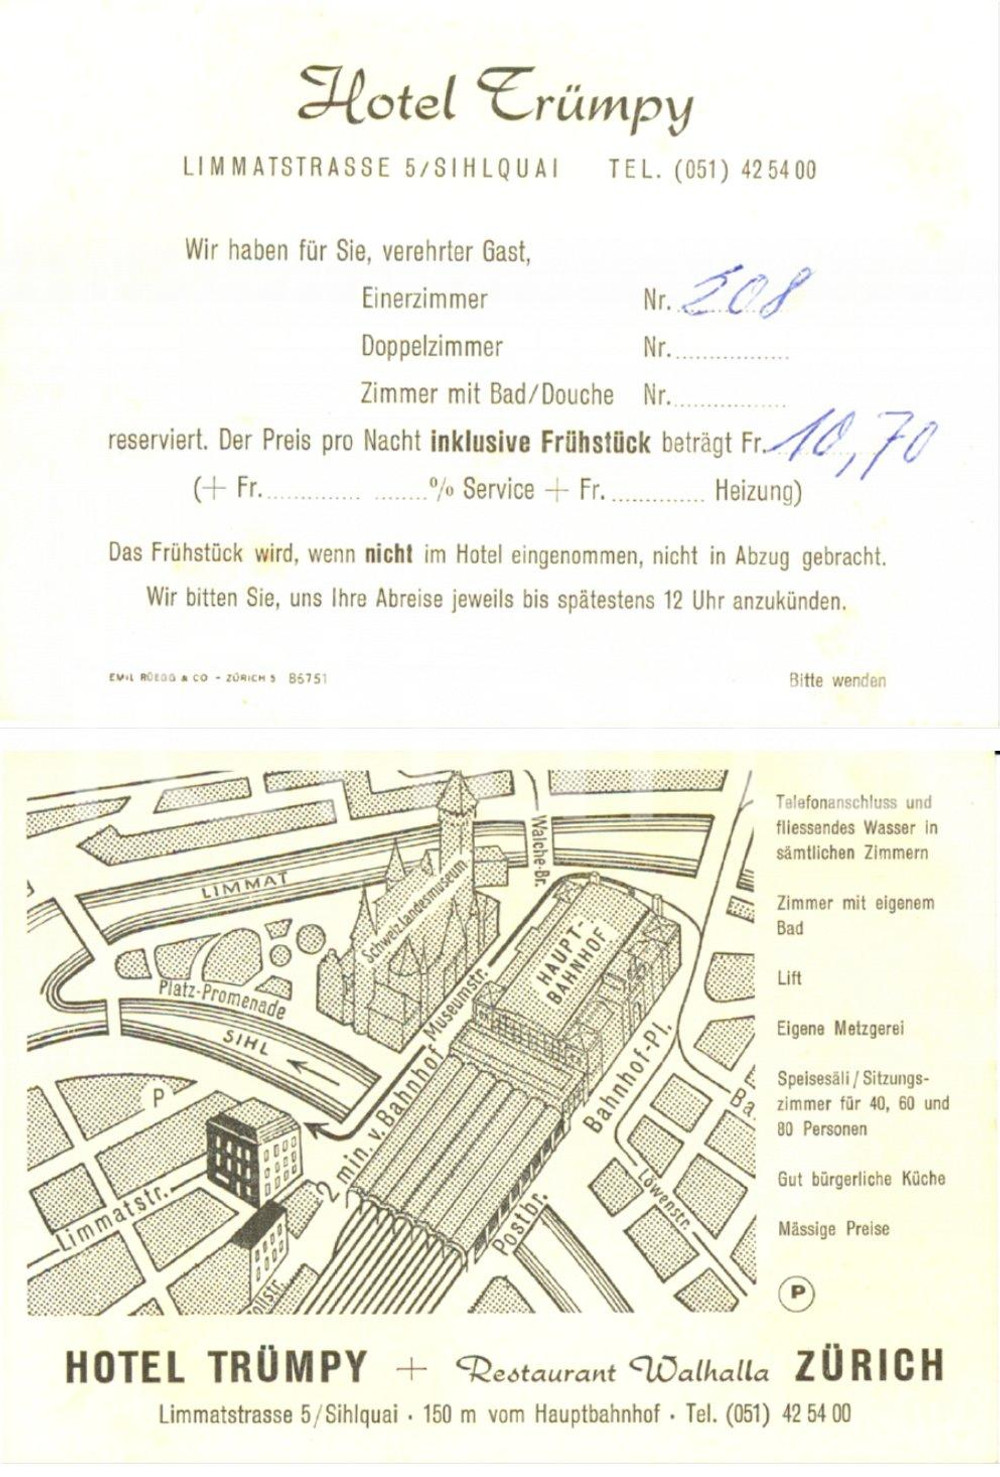 Hotel Trümpy
LIMMATSTRASSE 5/SIHLQUAI TEL. (051) 42 54 00
Wir haben für Sie, verehrter Gast,
Einerzimmer Nr. 208
Doppelzimmer Nr.................
Zimmer mit Bad/Douche Nr.................
reserviert. Der Preis pro Nacht inklusive Frühstück beträgt Fr. 10,70
(+ Fr.............. ........% Service + Fr.............. Heizung)
Das Frühstück wird, wenn nicht im Hotel eingenommen, nicht in Abzug gebracht.
Wir bitten Sie, uns Ihre Abreise jeweils bis spätestens 12 Uhr anzukünden.
EMIL RÜEGG & CO - ZÜRICH 5 B6751
Bitte wenden
Walche-Br.
LIMMAT
Schweiz.Landesmuseum
HAUPT-
BAHNHOF
Platz-Promenade
Museumstr.
SIHL
2 min. v. Bahnhof
Bahnhof-Pl.
Ba
P
Limmatstr.
Löwenstr.
Postbr.
Telefonanschluss und
fliessendes Wasser in
sämtlichen Zimmern
Zimmer mit eigenem
Bad
Lift
Eigene Metzgerei
Speisesäli/Sitzungs-
zimmer für 40, 60 und
80 Personen
Gut bürgerliche Küche
Mässige Preise
P
HOTEL TRÜMPY + Restaurant Walhalla ZÜRICH
Limmatstrasse 5/Sihlquai · 150 m vom Hauptbahnhof · Tel. (051) 42 54 00